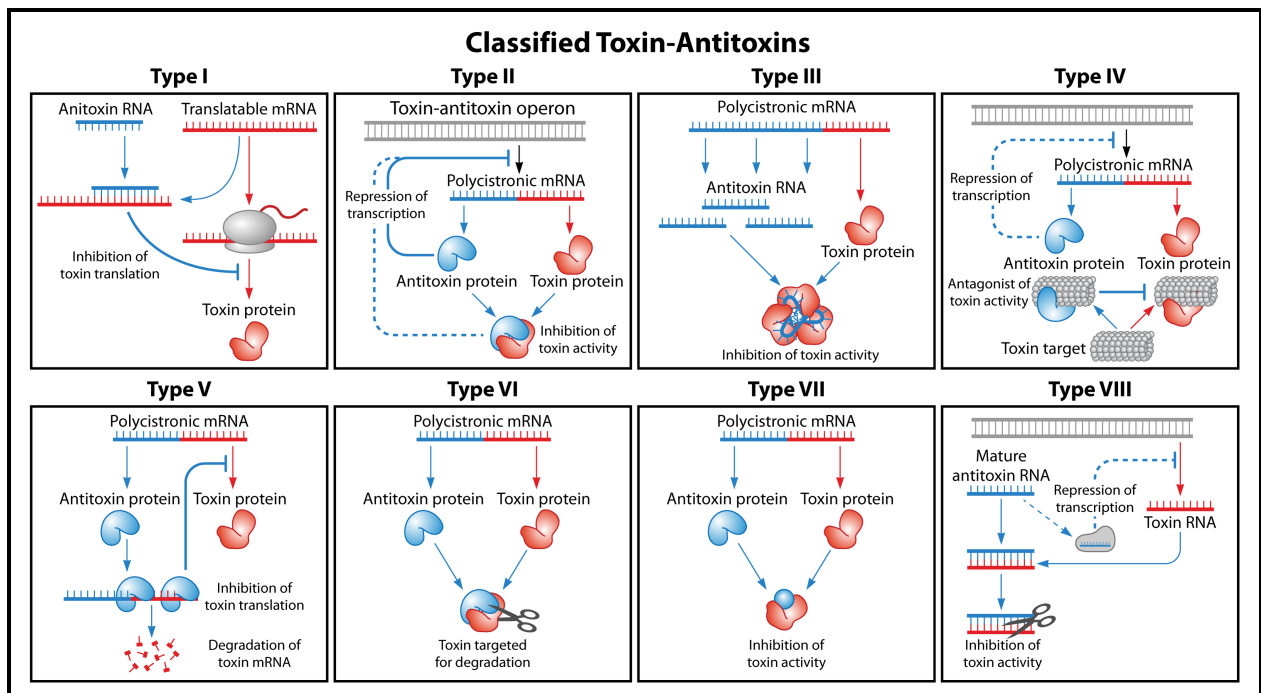 Classified Toxin-Antitoxins
Type I
Anitoxin RNA
Translatable mRNA
Inhibition of
toxin translation
Toxin protein
Type II
Toxin-antitoxin operon
Repression of
transcription
Polycistronic mRNA
Antitoxin protein
Toxin protein
Inhibition of
toxin activity
Type III
Polycistronic mRNA
Antitoxin RNA
Toxin protein
Inhibition of toxin activity
Type IV
Polycistronic mRNA
Repression of
transcription
Antitoxin protein
Toxin protein
Antagonist of
toxin activity
Toxin target
Type V
Polycistronic mRNA
Antitoxin protein
Toxin protein
Inhibition of
toxin translation
Degradation of
toxin mRNA
Type VI
Polycistronic mRNA
Antitoxin protein
Toxin protein
Toxin targeted
for degradation
Type VII
Polycistronic mRNA
Antitoxin protein
Toxin protein
Inhibition of
toxin activity
Type VIII
Mature
antitoxin RNA
Repression of
transcription
Toxin RNA
Inhibition of
toxin activity